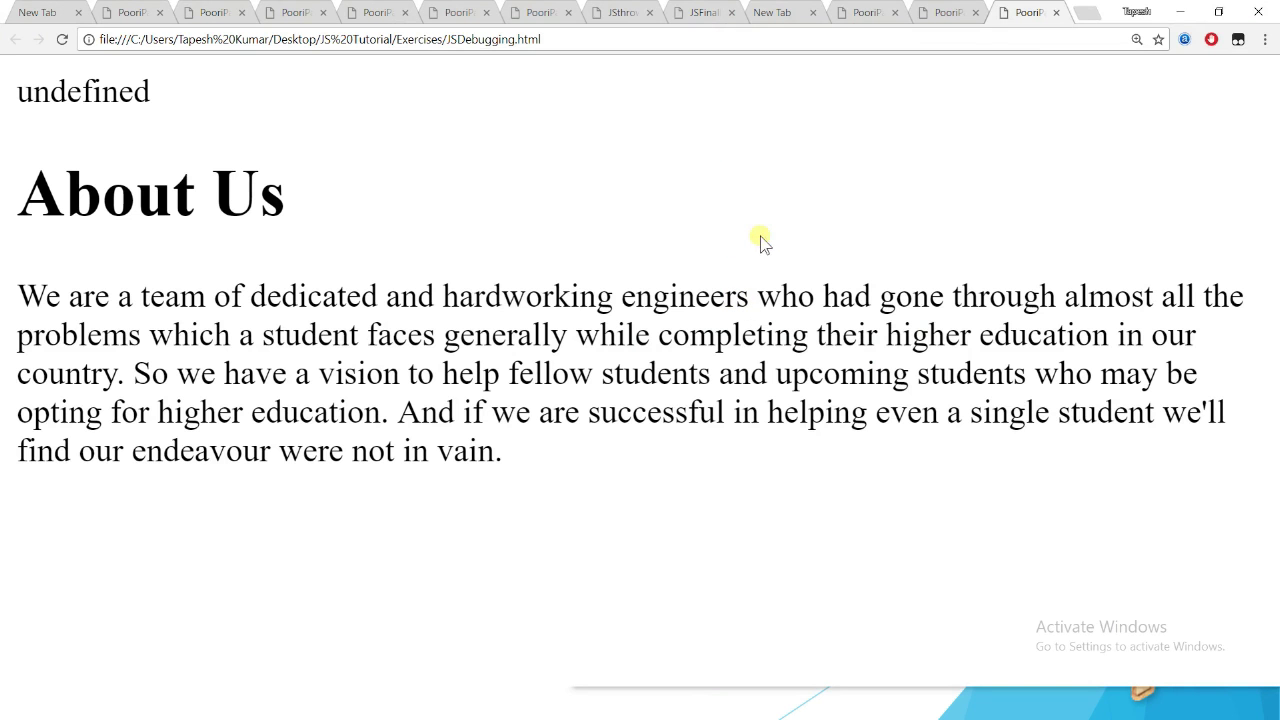 New Tab PooriP PooriP PooriP PooriP PooriP PooriP JSthrov JSFinal New Tab PooriP PooriP PooriP Tapesh
file:///C:/Users/Tapesh%20Kumar/Desktop/JS%20Tutorial/Exercises/JSDebugging.html
undefined
About Us
We are a team of dedicated and hardworking engineers who had gone through almost all the
problems which a student faces generally while completing their higher education in our
country. So we have a vision to help fellow students and upcoming students who may be
opting for higher education. And if we are successful in helping even a single student we'll
find our endeavour were not in vain.
Activate Windows
Go to Settings to activate Windows.